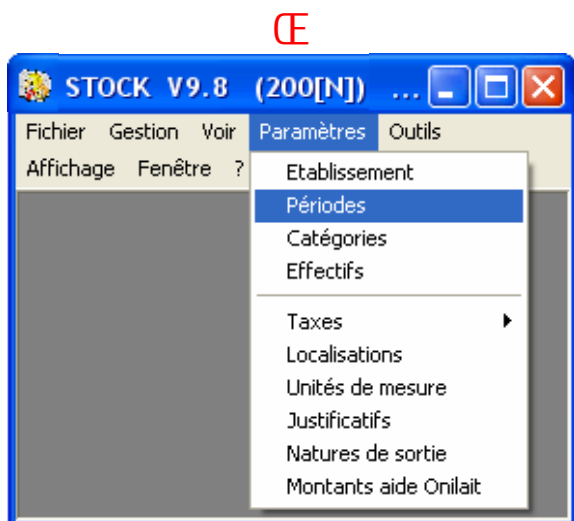 Œ
STOCK V9.8 (200[N]) ...
Fichier Gestion Voir Paramètres Outils
Affichage Fenêtre ?
Etablissement
Périodes
Catégories
Effectifs
Taxes
Localisations
Unités de mesure
Justificatifs
Natures de sortie
Montants aide Onilait